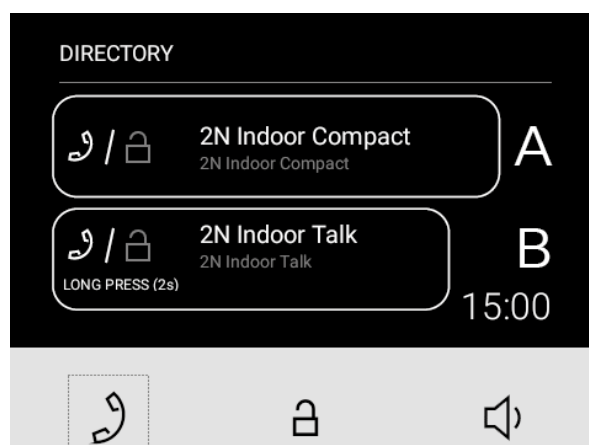 DIRECTORY
/
2N Indoor Compact
2N Indoor Compact
A
/
2N Indoor Talk
2N Indoor Talk
LONG PRESS (2s)
B
15:00